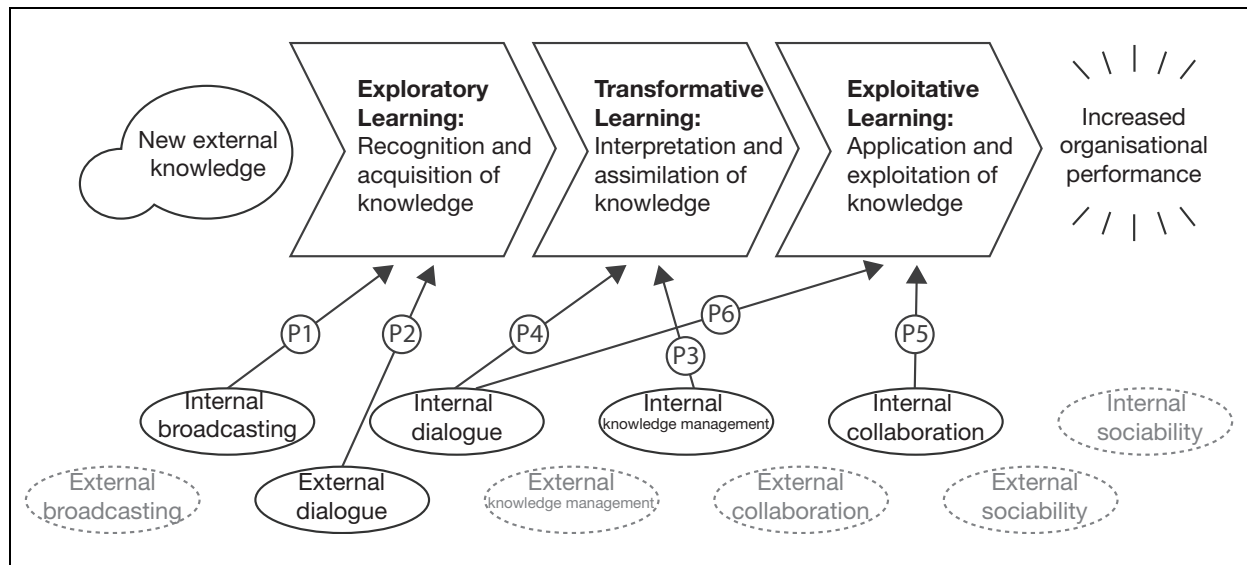 New external
knowledge
Exploratory
Learning:
Recognition and
acquisition of
knowledge
Transformative
Learning:
Interpretation and
assimilation of
knowledge
Exploitative
Learning:
Application and
exploitation of
knowledge
Increased
organisational
performance
P1
P2
P4
P6
P3
P5
Internal
broadcasting
Internal
dialogue
Internal
knowledge management
Internal
collaboration
Internal
sociability
External
broadcasting
External
dialogue
External
knowledge management
External
collaboration
External
sociability